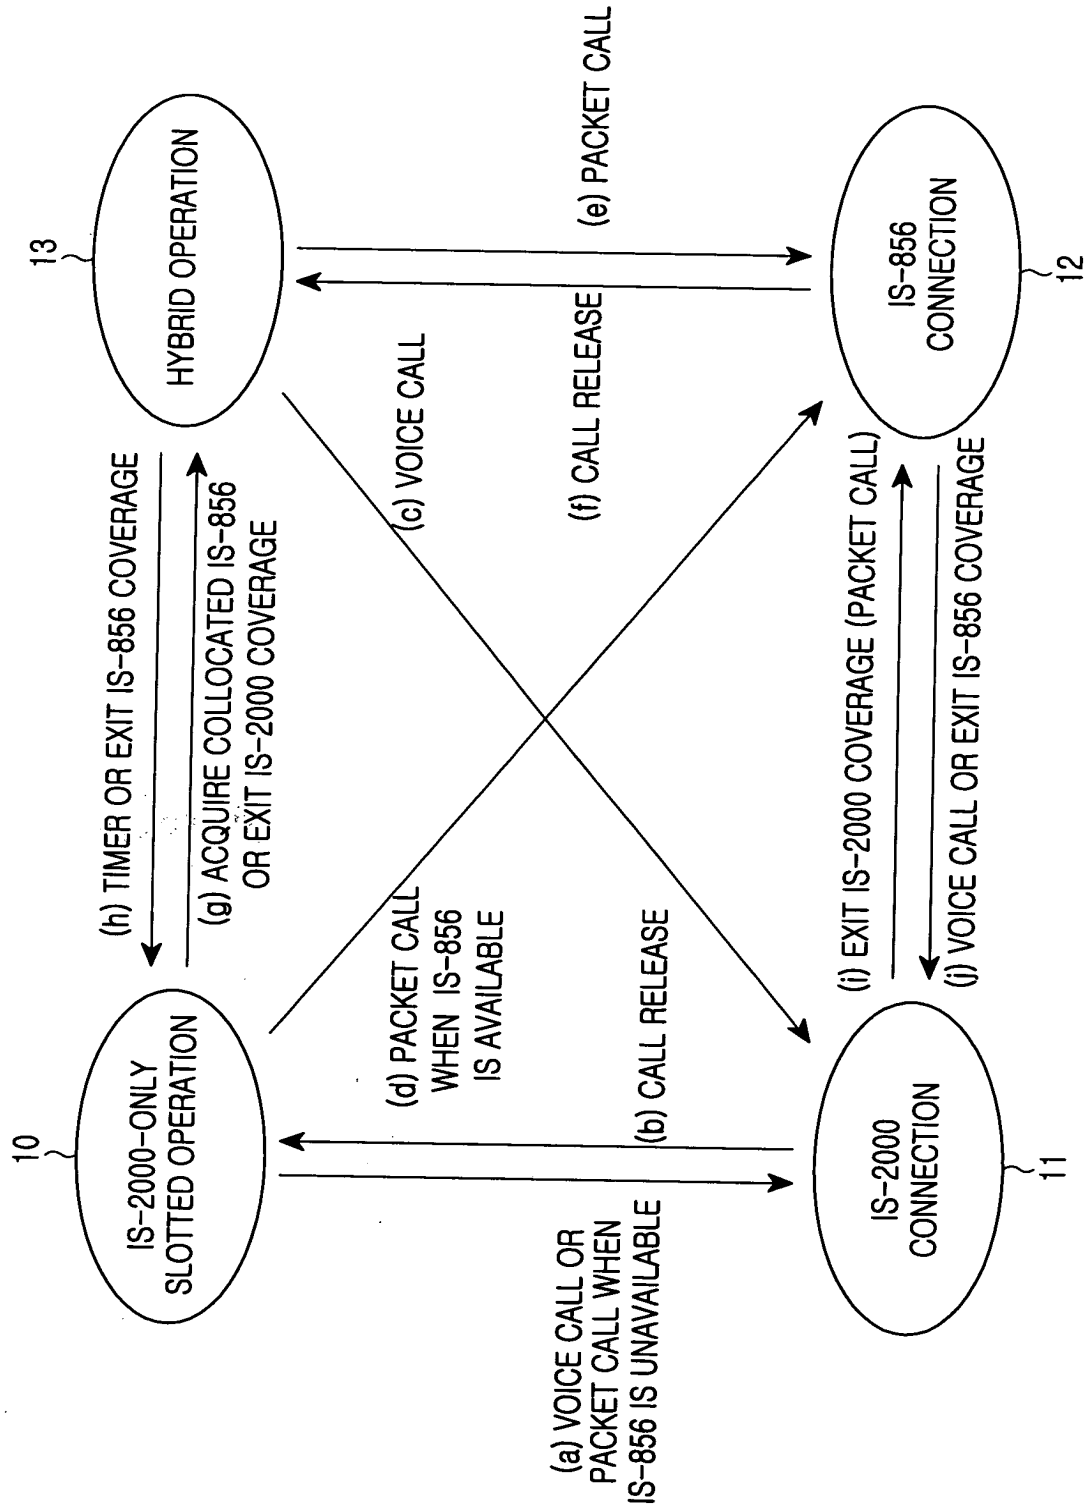 10
IS-2000-ONLY
SLOTTED OPERATION
(h) TIMER OR EXIT IS-856 COVERAGE
(g) ACQUIRE COLLOCATED IS-856
OR EXIT IS-2000 COVERAGE
13
HYBRID OPERATION
(d) PACKET CALL
WHEN IS-856
IS AVAILABLE
(c) VOICE CALL
(a) VOICE CALL OR
PACKET CALL WHEN
IS-856 IS UNAVAILABLE
(b) CALL RELEASE
(f) CALL RELEASE
(e) PACKET CALL
IS-2000
CONNECTION
11
(i) EXIT IS-2000 COVERAGE (PACKET CALL)
(j) VOICE CALL OR EXIT IS-856 COVERAGE
IS-856
CONNECTION
12